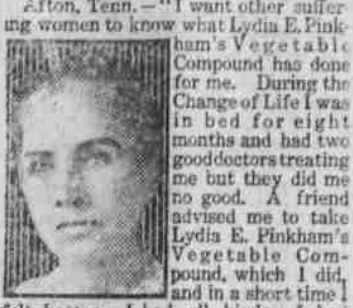 Afton, Tenn.—"I want other suffer-
ing women to know what Lydia E. Pink-
ham's Vegetable
Compound has done
for me. During the
Change of Life I was
in bed for eight
months and had two
good doctors treating
me but they did me
no good. A friend
advised me to take
Lydia E. Pinkham's
Vegetable Com-
pound, which I did,
and in a short time I